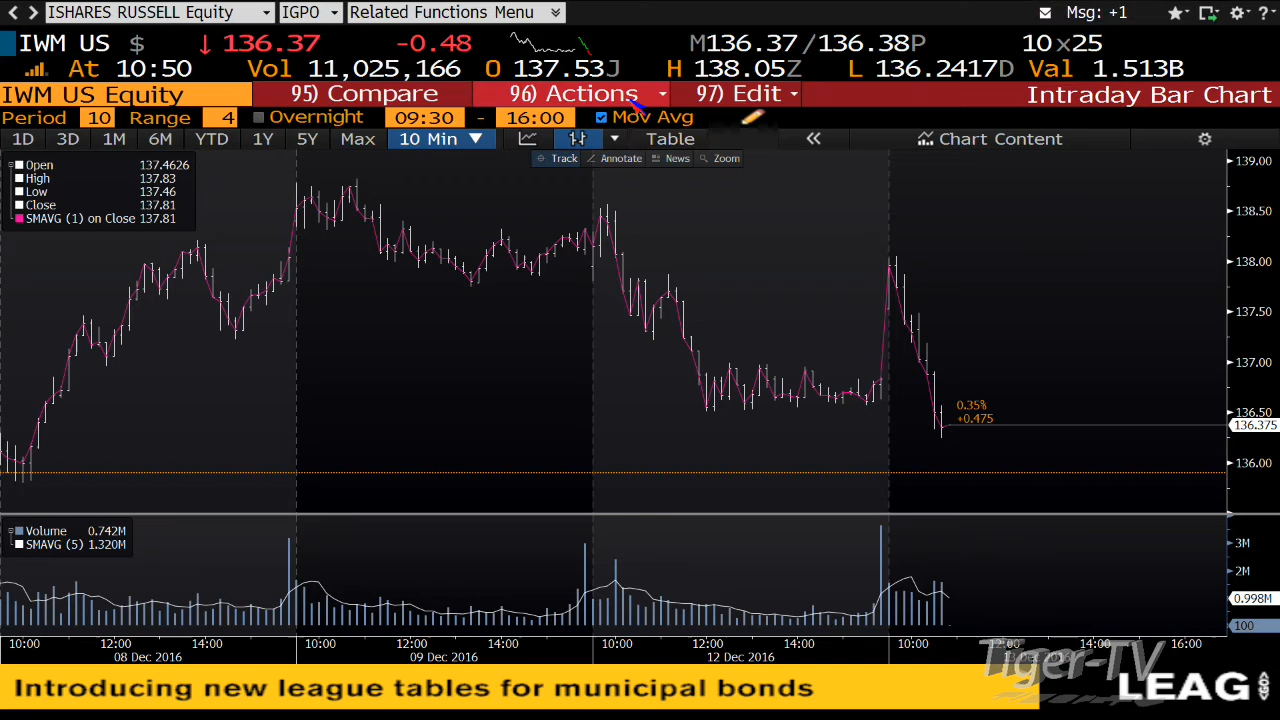 ISHARES RUSSELL Equity IGPO Related Functions Menu Msg: +1
IWM US $ ↓ 136.37 -0.48 M136.37/136.38P 10x25
At 10:50 Vol 11,025,166 O 137.53J H 138.05Z L 136.2417D Val 1.513B
IWM US Equity 95) Compare 96) Actions 97) Edit Intraday Bar Chart
Period 10 Range 4 Overnight 09:30 - 16:00 Mov Avg
1D 3D 1M 6M YTD 1Y 5Y Max 10 Min ▼ Table « Chart Content
Track Annotate News Zoom
Open 137.4626
High 137.83
Low 137.46
Close 137.81
SMAVG (1) on Close 137.81
139.00
138.50
138.00
137.50
137.00
0.35%
+0.475
136.50
136.375
136.00
Volume 0.742M
SMAVG (5) 1.320M
3M
2M
0.998M
100
10:00 12:00 14:00 10:00 12:00 14:00 10:00 12:00 14:00 10:00 12:00 14:00 16:00
08 Dec 2016 09 Dec 2016 12 Dec 2016 13 Dec 2016
Tiger-TV
Introducing new league tables for municipal bonds
LEAG <GO>